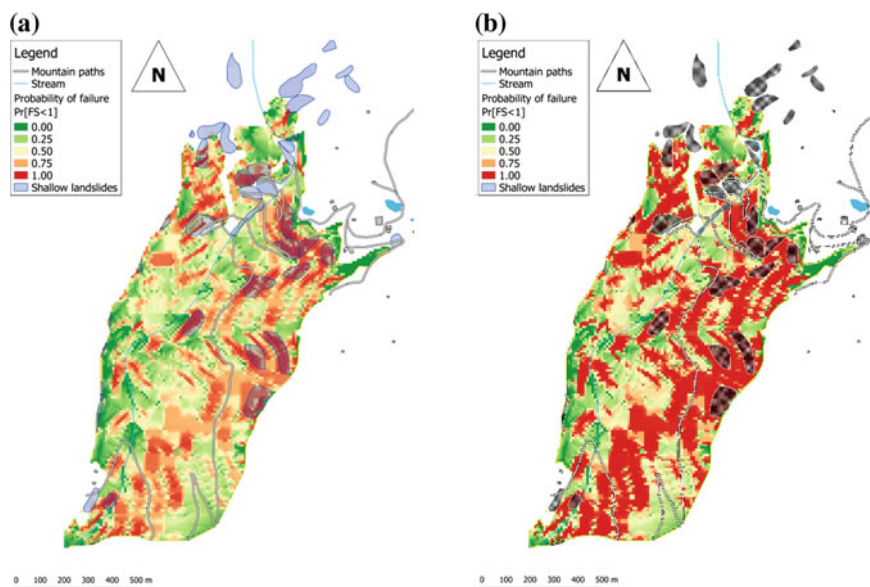 (a)
Legend
Mountain paths
Stream
Probability of failure
Pr[FS<1]
0.00
0.25
0.50
0.75
1.00
Shallow landslides
N
0 100 200 300 400 500 m
(b)
Legend
Mountain paths
Stream
Probability of failure
Pr[FS<1]
0.00
0.25
0.50
0.75
1.00
Shallow landslides
N
0 100 200 300 400 500 m